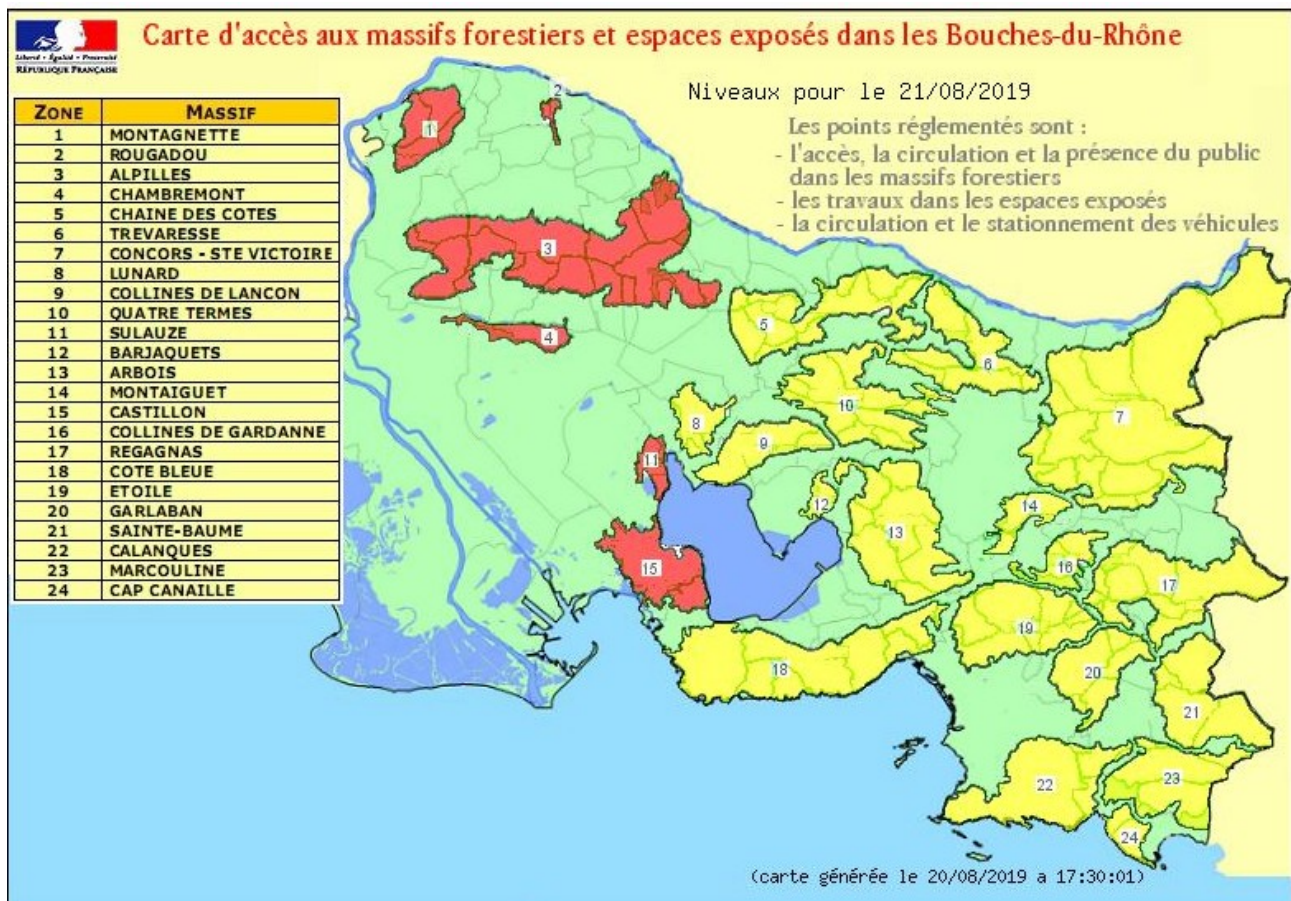 Carte d'accès aux massifs forestiers et espaces exposés dans les Bouches-du-Rhône
Liberté • Égalité • Fraternité
RÉPUBLIQUE FRANÇAISE
Niveaux pour le 21/08/2019
Les points réglementés sont :
- l'accès, la circulation et la présence du public
dans les massifs forestiers
- les travaux dans les espaces exposés
- la circulation et le stationnement des véhicules
ZONE MASSIF
1 MONTAGNETTE
2 ROUGADOU
3 ALPILLES
4 CHAMBREMONT
5 CHAINE DES COTES
6 TREVARESSE
7 CONCORS - STE VICTOIRE
8 LUNARD
9 COLLINES DE LANCON
10 QUATRE TERMES
11 SULAUZE
12 BARJAQUETS
13 ARBOIS
14 MONTAIGUET
15 CASTILLON
16 COLLINES DE GARDANNE
17 REGAGNAS
18 COTE BLEUE
19 ETOILE
20 GARLABAN
21 SAINTE-BAUME
22 CALANQUES
23 MARCOULINE
24 CAP CANAILLE
2
1
3
4
5
6
10
7
8
9
11
12
14
13
15
16
17
19
18
20
21
22
23
24
(carte générée le 20/08/2019 a 17:30:01)